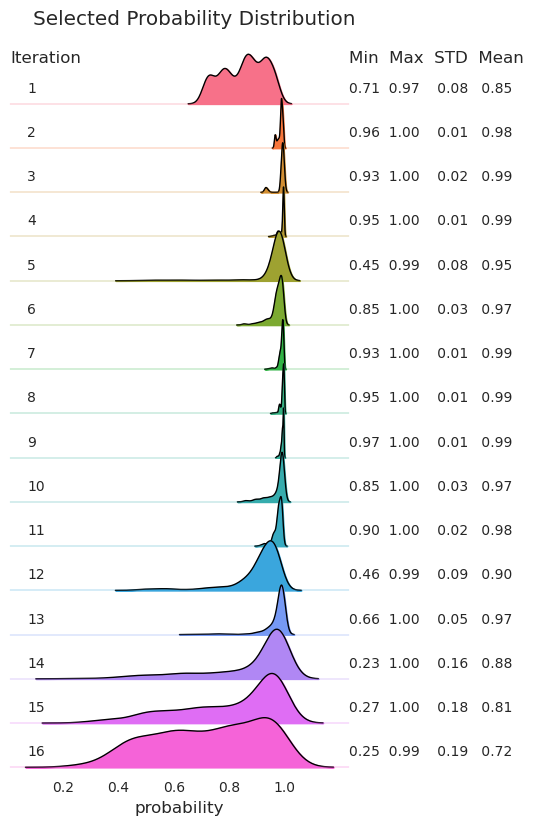 Selected Probability Distribution
Iteration Min Max STD Mean
1 0.71 0.97 0.08 0.85
2 0.96 1.00 0.01 0.98
3 0.93 1.00 0.02 0.99
4 0.95 1.00 0.01 0.99
5 0.45 0.99 0.08 0.95
6 0.85 1.00 0.03 0.97
7 0.93 1.00 0.01 0.99
8 0.95 1.00 0.01 0.99
9 0.97 1.00 0.01 0.99
10 0.85 1.00 0.03 0.97
11 0.90 1.00 0.02 0.98
12 0.46 0.99 0.09 0.90
13 0.66 1.00 0.05 0.97
14 0.23 1.00 0.16 0.88
15 0.27 1.00 0.18 0.81
16 0.25 0.99 0.19 0.72
0.2 0.4 0.6 0.8 1.0
probability